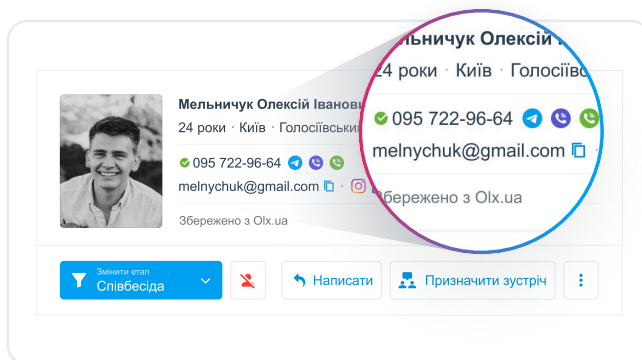 Мельничук Олексій Іванови
24 роки · Київ · Голосіївськи
095 722-96-64
melnychuk@gmail.com ·
Збережено з Olx.ua
Мельничук Олексій
24 роки · Київ · Голосіївс
095 722-96-64
melnychuk@gmail.com ·
Збережено з Olx.ua
Змінити етап
Співбесіда
Написати
Призначити зустріч